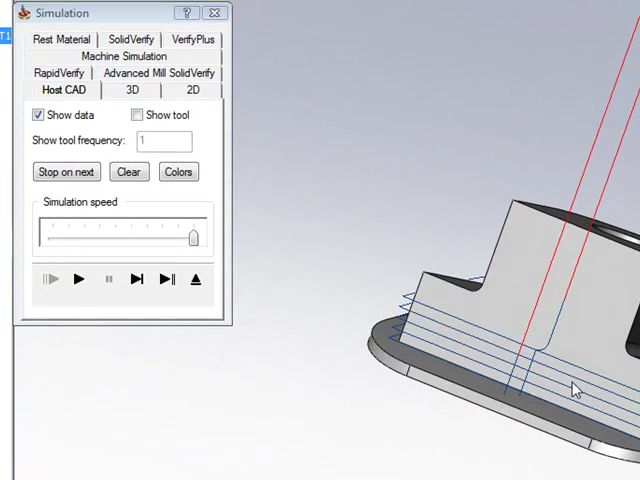 Simulation ?
T1
Rest Material SolidVerify VerifyPlus
Machine Simulation
RapidVerify Advanced Mill SolidVerify
Host CAD 3D 2D
Show data Show tool
Show tool frequency: 1
Stop on next Clear Colors
Simulation speed